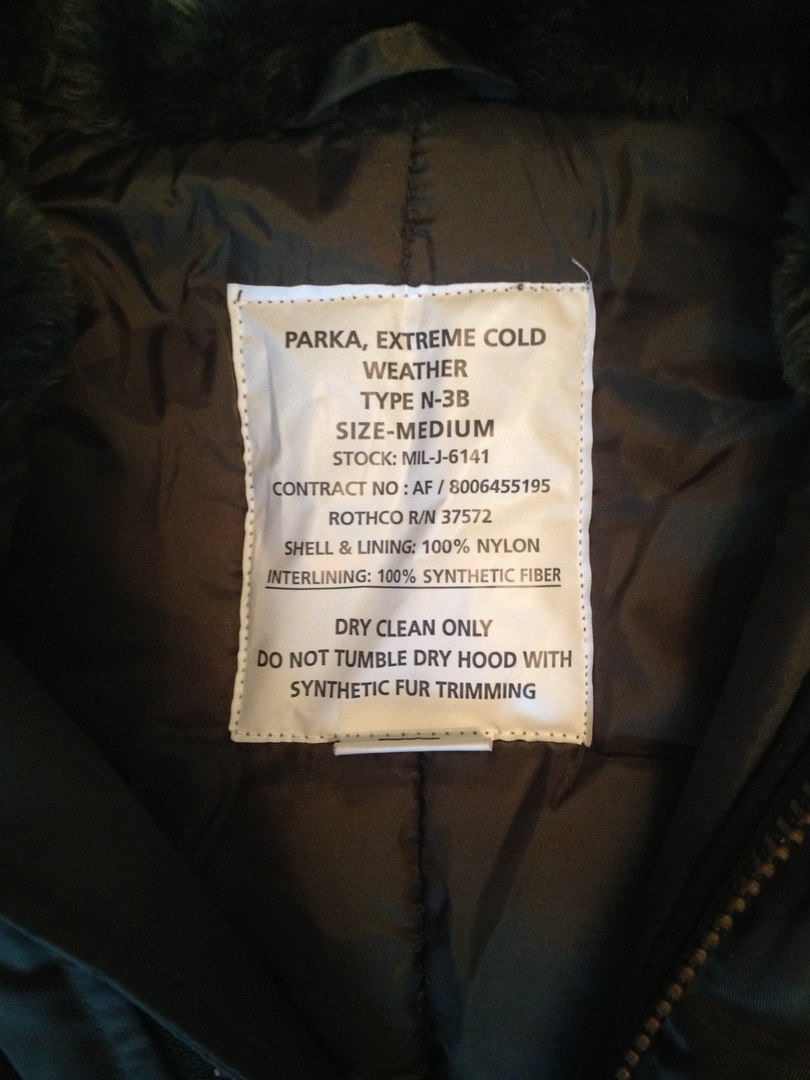 PARKA, EXTREME COLD
WEATHER
TYPE N-3B
SIZE-MEDIUM
STOCK: MIL-J-6141
CONTRACT NO : AF / 8006455195
ROTHCO R/N 37572
SHELL & LINING: 100% NYLON
INTERLINING: 100% SYNTHETIC FIBER
DRY CLEAN ONLY
DO NOT TUMBLE DRY HOOD WITH
SYNTHETIC FUR TRIMMING